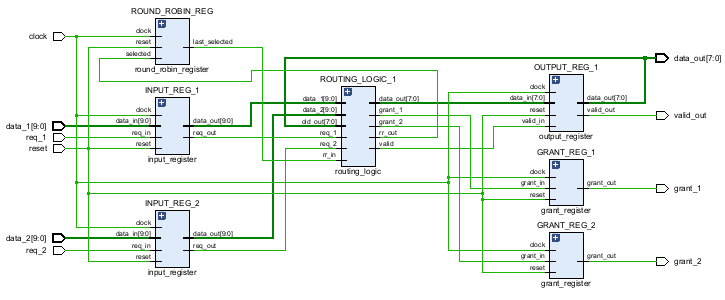 ROUND_ROBIN_REG
clock
clock
reset
selected
last_selected
round_robin_register
INPUT_REG_1
clock
data_1[9:0]
data_in[9:0]
data_out[9:0]
req_1
req_in
req_out
reset
reset
input_register
INPUT_REG_2
clock
data_2[9:0]
data_in[9:0]
data_out[9:0]
req_2
req_in
req_out
reset
input_register
ROUTING_LOGIC_1
data_1[9:0]
data_out[7:0]
data_2[9:0]
grant_1
old_out[7:0]
grant_2
req_1
rr_out
req_2
valid
rr_in
routing_logic
OUTPUT_REG_1
clock
data_in[7:0]
data_out[7:0]
reset
valid_out
valid_in
output_register
GRANT_REG_1
clock
grant_in
grant_out
reset
grant_register
GRANT_REG_2
clock
grant_in
grant_out
reset
grant_register
data_out[7:0]
valid_out
grant_1
grant_2